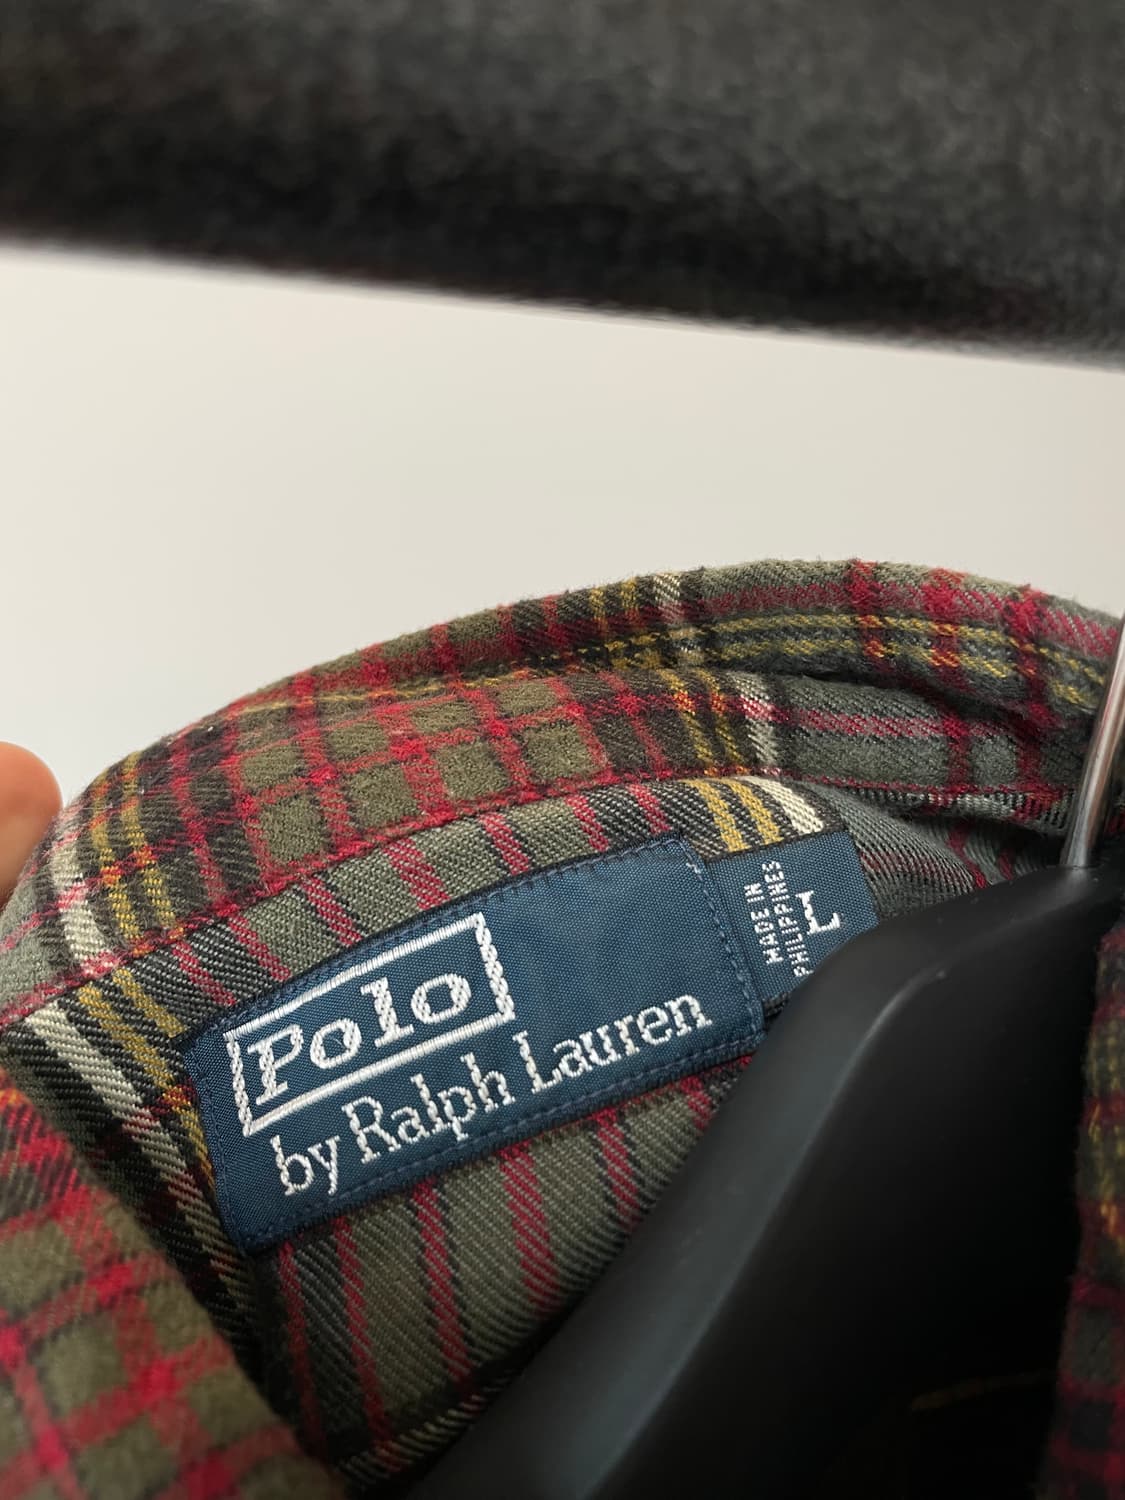 Polo
by Ralph Lauren
MADE IN
PHILIPPINES
L